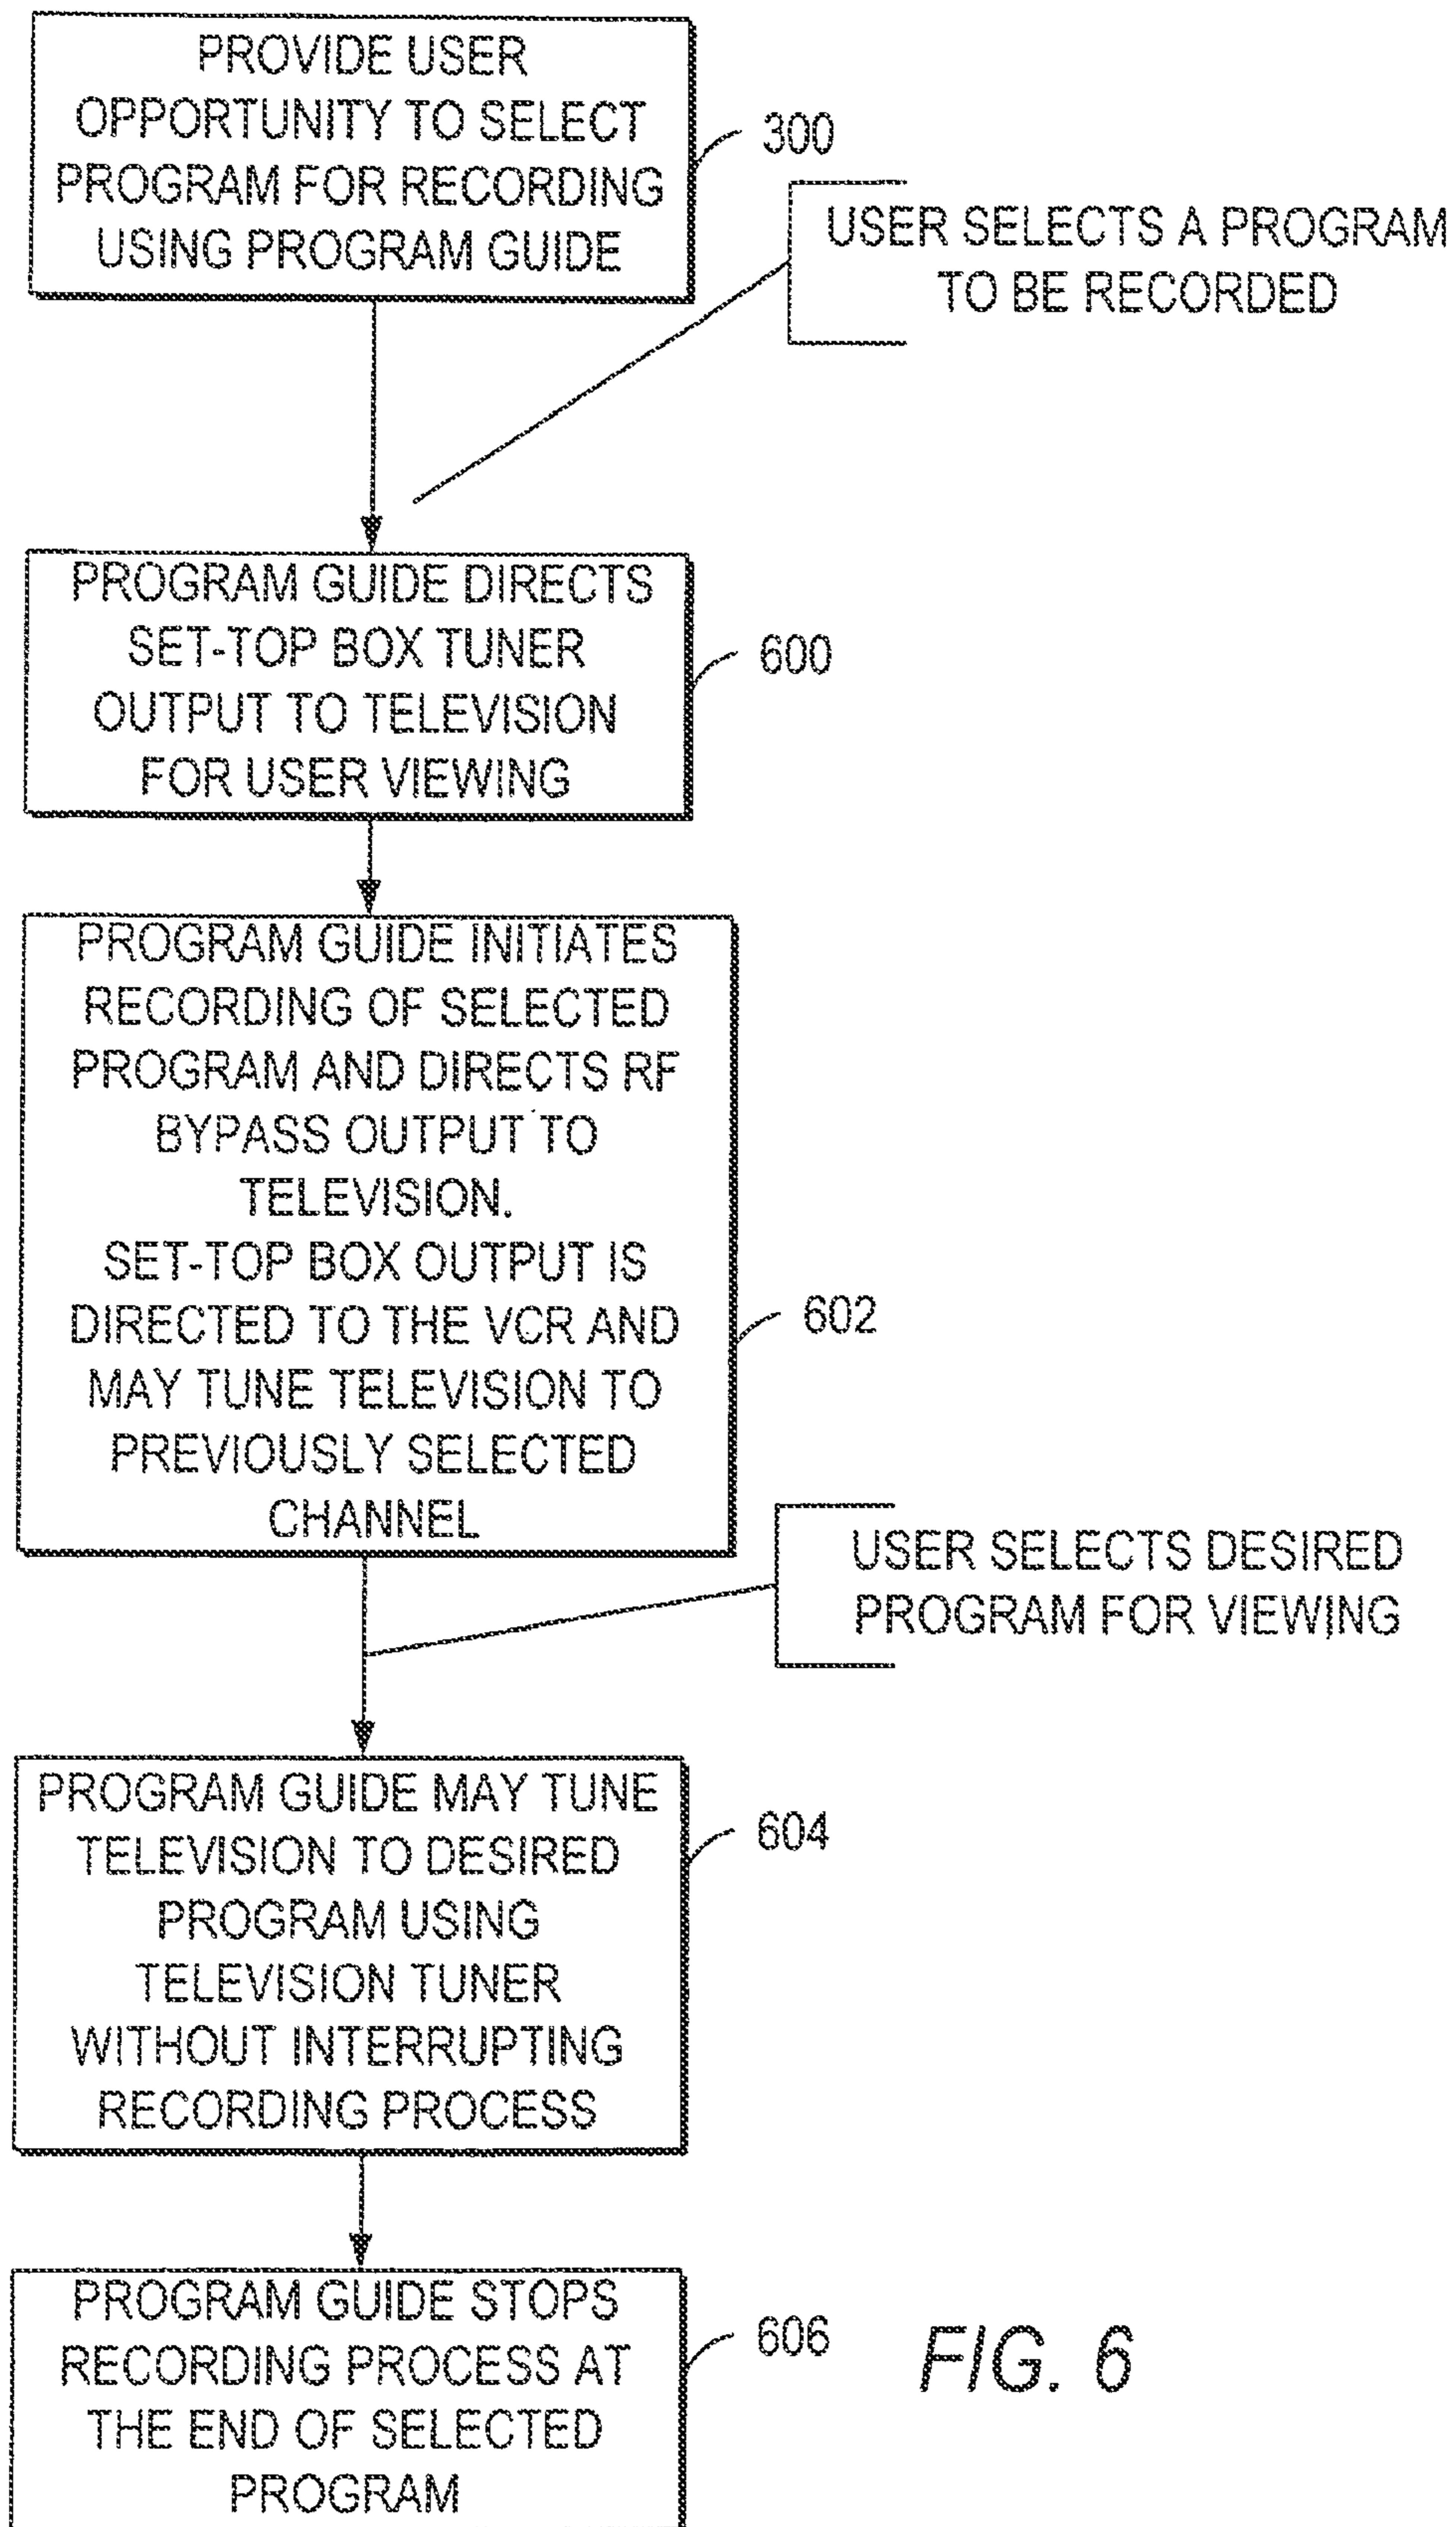 PROVIDE USER
OPPORTUNITY TO SELECT
PROGRAM FOR RECORDING
USING PROGRAM GUIDE
300
USER SELECTS A PROGRAM
TO BE RECORDED
PROGRAM GUIDE DIRECTS
SET-TOP BOX TUNER
OUTPUT TO TELEVISION
FOR USER VIEWING
600
PROGRAM GUIDE INITIATES
RECORDING OF SELECTED
PROGRAM AND DIRECTS RF
BYPASS OUTPUT TO
TELEVISION.
SET-TOP BOX OUTPUT IS
DIRECTED TO THE VCR AND
MAY TUNE TELEVISION TO
PREVIOUSLY SELECTED
CHANNEL
602
USER SELECTS DESIRED
PROGRAM FOR VIEWING
PROGRAM GUIDE MAY TUNE
TELEVISION TO DESIRED
PROGRAM USING
TELEVISION TUNER
WITHOUT INTERRUPTING
RECORDING PROCESS
604
PROGRAM GUIDE STOPS
RECORDING PROCESS AT
THE END OF SELECTED
PROGRAM
606
FIG. 6